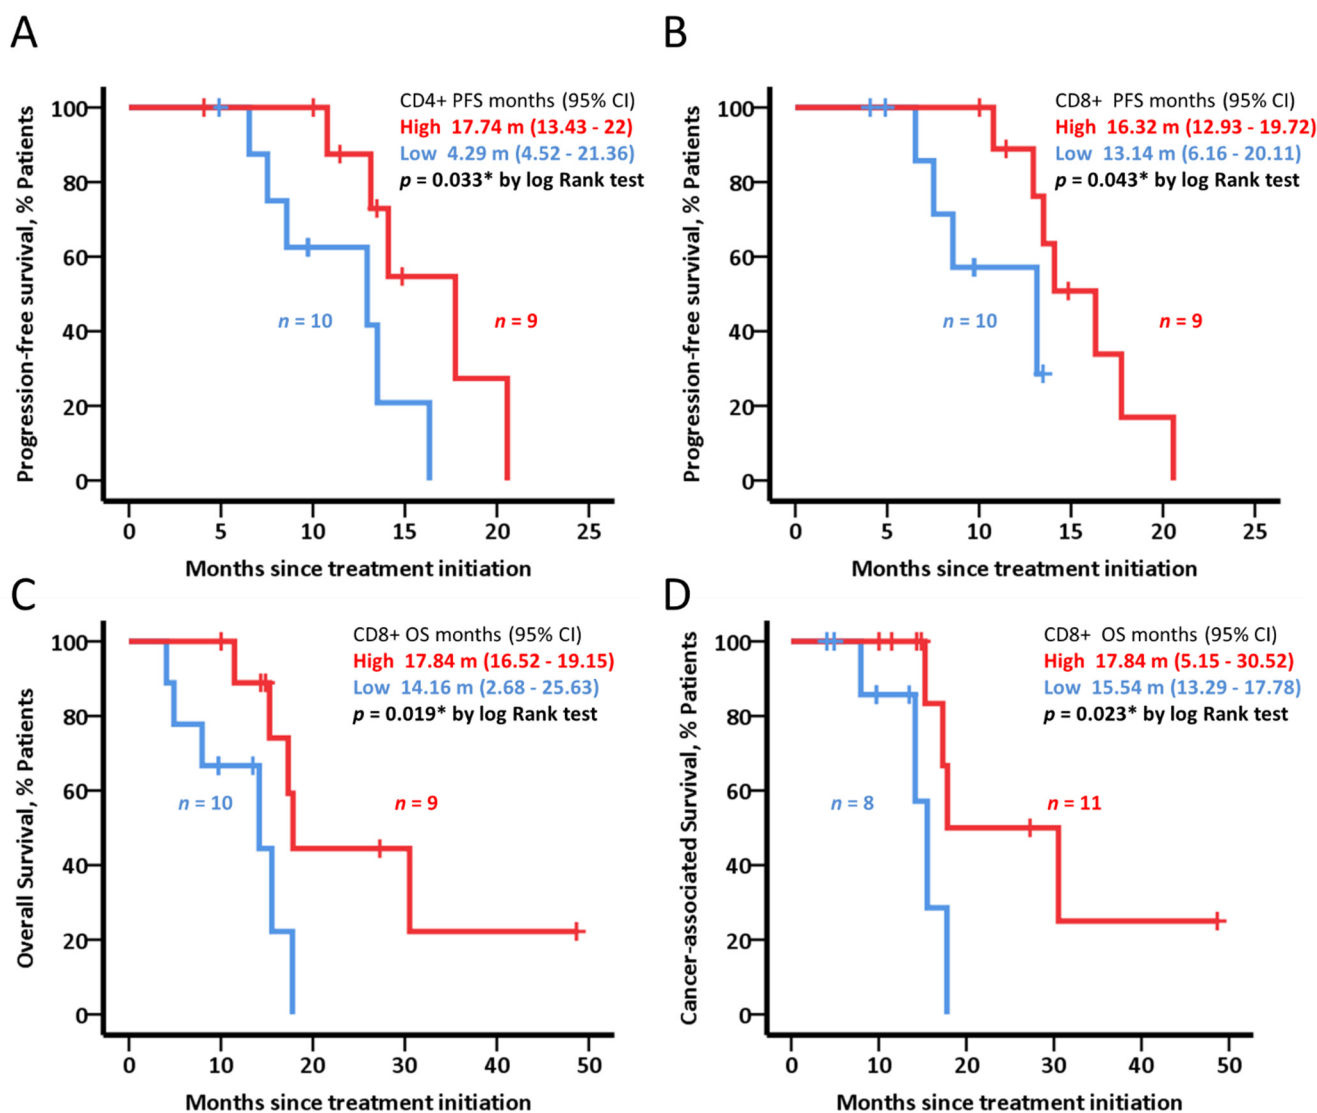 A
CD4+ PFS months (95% CI)
High 17.74 m (13.43 - 22)
Low 4.29 m (4.52 - 21.36)
p = 0.033* by log Rank test
Progression-free survival, % Patients
100
80
60
40
20
0
n = 10
n = 9
0 5 10 15 20 25
Months since treatment initiation
B
CD8+ PFS months (95% CI)
High 16.32 m (12.93 - 19.72)
Low 13.14 m (6.16 - 20.11)
p = 0.043* by log Rank test
Progression-free survival, % Patients
100
80
60
40
20
0
n = 10
n = 9
0 5 10 15 20 25
Months since treatment initiation
C
CD8+ OS months (95% CI)
High 17.84 m (16.52 - 19.15)
Low 14.16 m (2.68 - 25.63)
p = 0.019* by log Rank test
Overall Survival, % Patients
100
80
60
40
20
0
n = 10
n = 9
0 10 20 30 40 50
Months since treatment initiation
D
CD8+ OS months (95% CI)
High 17.84 m (5.15 - 30.52)
Low 15.54 m (13.29 - 17.78)
p = 0.023* by log Rank test
Cancer-associated Survival, % Patients
100
80
60
40
20
0
n = 8
n = 11
0 10 20 30 40 50
Months since treatment initiation